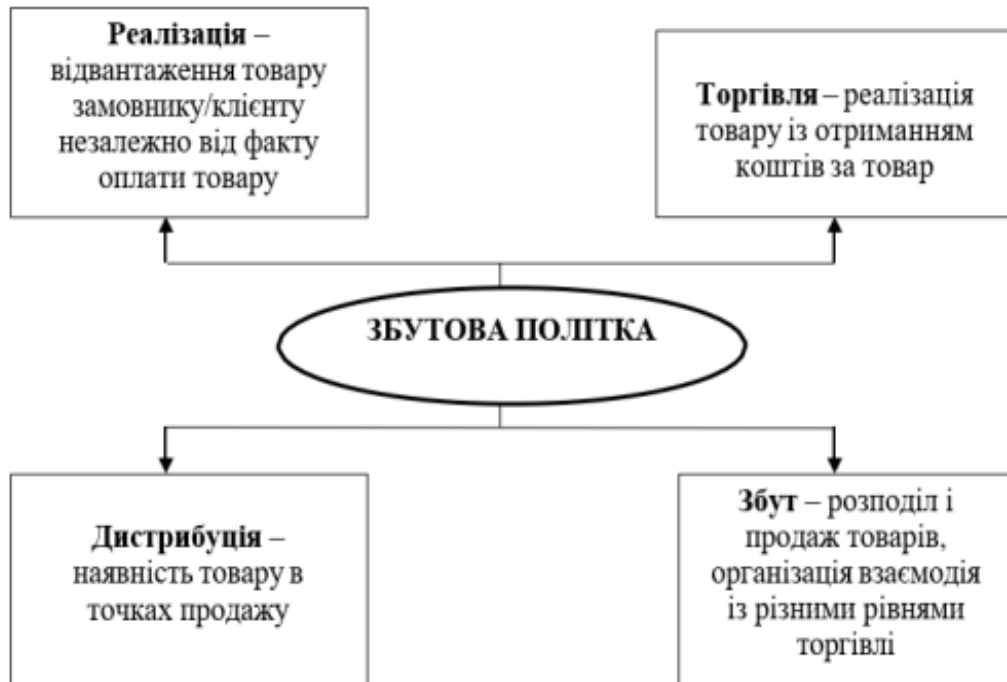 Реалізація –
відвантаження товару
замовнику/клієнту
незалежно від факту
оплати товару
Торгівля – реалізація
товару із отриманням
коштів за товар
ЗБУТОВА ПОЛІТКА
Дистрибуція –
наявність товару в
точках продажу
Збут – розподіл і
продаж товарів,
організація взаємодія
із різними рівнями
торгівлі